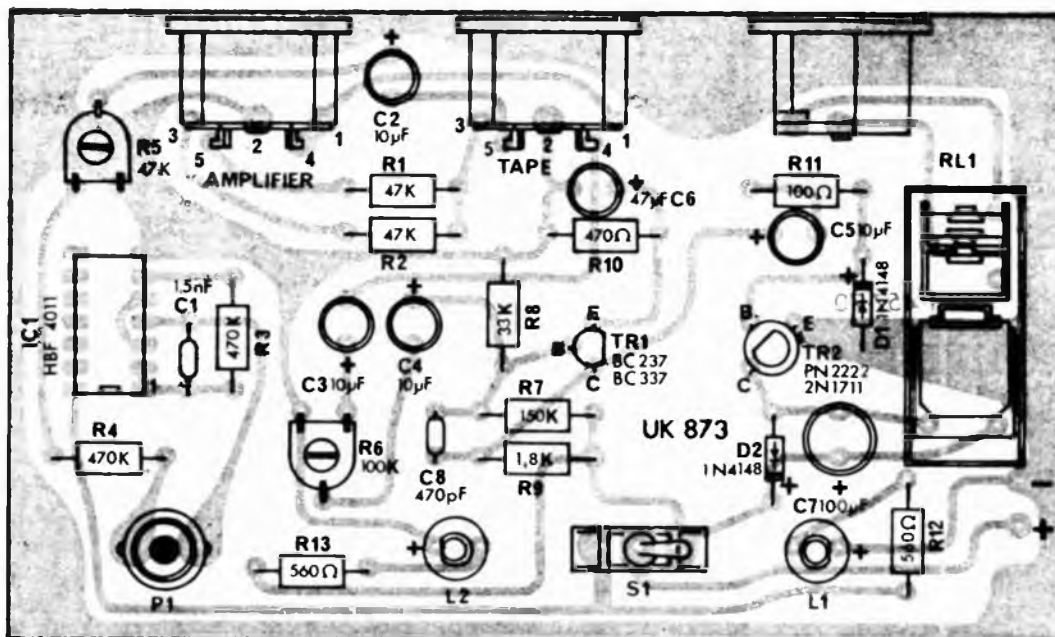 C2
10µF
3
5
2
4
1
AMPLIFIER
3
5
2
4
1
TAPE
R5
47K
R1
47K
47K
R2
+
47µF C6
470Ω
R10
R11
100Ω
C5 10µF
RL1
IC1
HBF 4011
1
1.5nF
C1
470K
R3
33K
R8
C3 10µF
C4
10µF
E
B
C
TR1
BC 237
BC 337
B
E
C
TR2
PN 2222
2N1711
D1 1N4148
R7
150K
1,8K
R9
UK 873
D2
1N4148
C7 100µF
R4
470K
R6
100K
C8
470pF
P1
R13
560Ω
+
L2
S1
L1
+
560Ω
R12
-
+